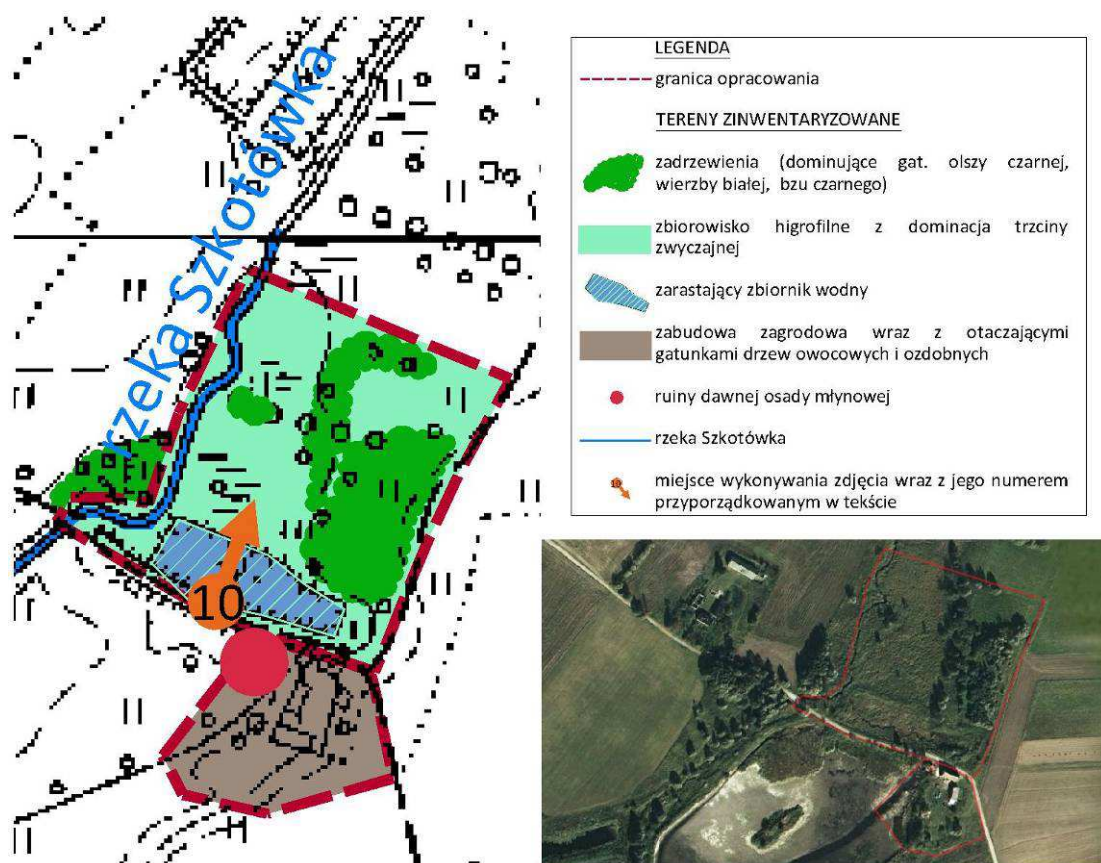 rzeka Szkotówka
10
LEGENDA
granica opracowania
TERENY ZINWENTARYZOWANE
zadrzewienia (dominujące gat. olszy czarnej,
wierzby białej, bzu czarnego)
zbiorowisko higrofilne z dominacja trzciny
zwyczajnej
zarastający zbiornik wodny
zabudowa zagrodowa wraz z otaczającymi
gatunkami drzew owocowych i ozdobnych
ruiny dawnej osady młynowej
rzeka Szkotówka
10
miejsce wykonywania zdjęcia wraz z jego numerem
przyporządkowanym w tekście